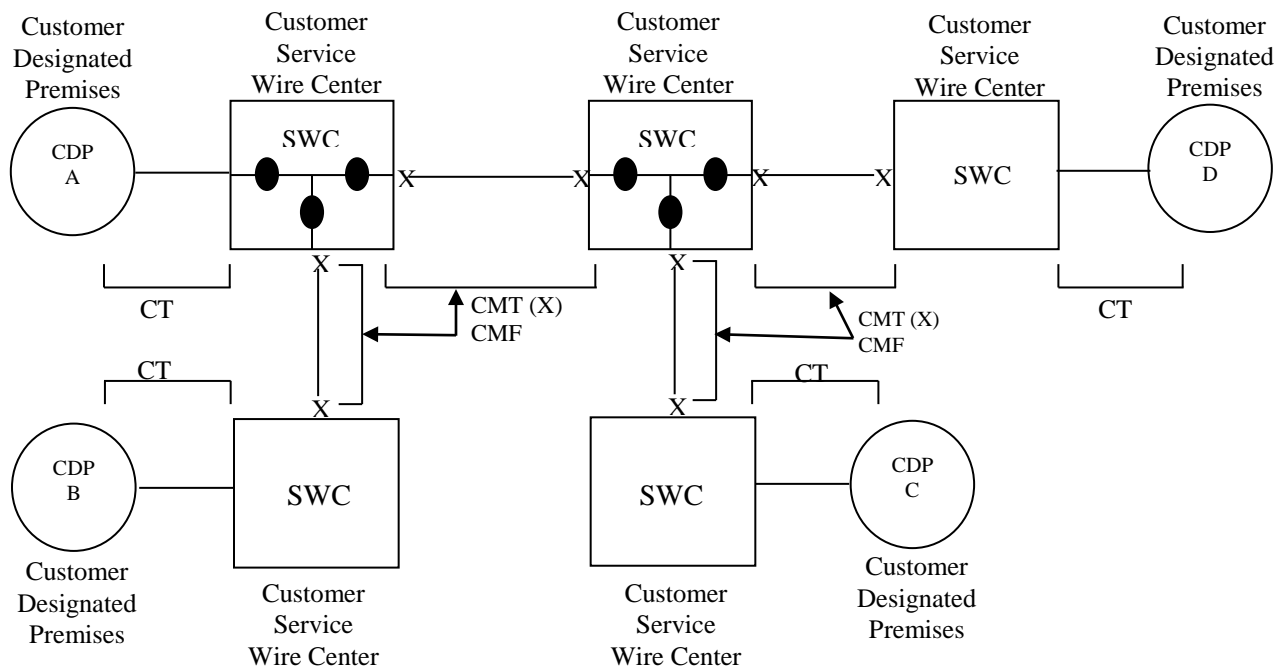 Customer
Designated
Premises
Customer
Service
Wire Center
Customer
Service
Wire Center
Customer
Service
Wire Center
Customer
Designated
Premises
CDP
A
SWC
X
X
SWC
X
X
SWC
CDP
D
X
X
CT
CMT (X)
CMF
CMT (X)
CMF
CT
CT
CT
X
X
CDP
B
SWC
SWC
CDP
C
Customer
Designated
Premises
Customer
Service
Wire Center
Customer
Service
Wire Center
Customer
Designated
Premises